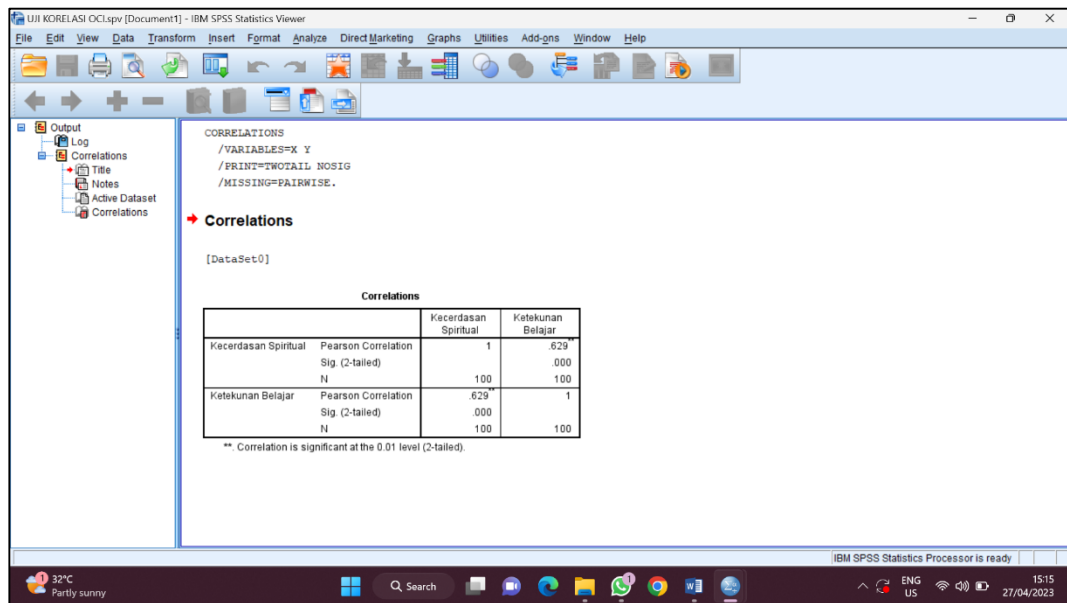 UJI KORELASI OCI.spv [Document1] - IBM SPSS Statistics Viewer
File Edit View Data Transform Insert Format Analyze Direct Marketing Graphs Utilities Add-ons Window Help
Output
Log
Correlations
Title
Notes
Active Dataset
Correlations
CORRELATIONS
/VARIABLES=X Y
/PRINT=TWOTAIL NOSIG
/MISSING=PAIRWISE.
Correlations
[DataSet0]
Correlations
Kecerdasan Spiritual Ketekunan Belajar
Kecerdasan Spiritual Pearson Correlation 1 .629**
Sig. (2-tailed) .000
N 100 100
Ketekunan Belajar Pearson Correlation .629** 1
Sig. (2-tailed) .000
N 100 100
**. Correlation is significant at the 0.01 level (2-tailed).
IBM SPSS Statistics Processor is ready
1 32°C
Partly sunny
Search
ENG
US
15:15
27/04/2023